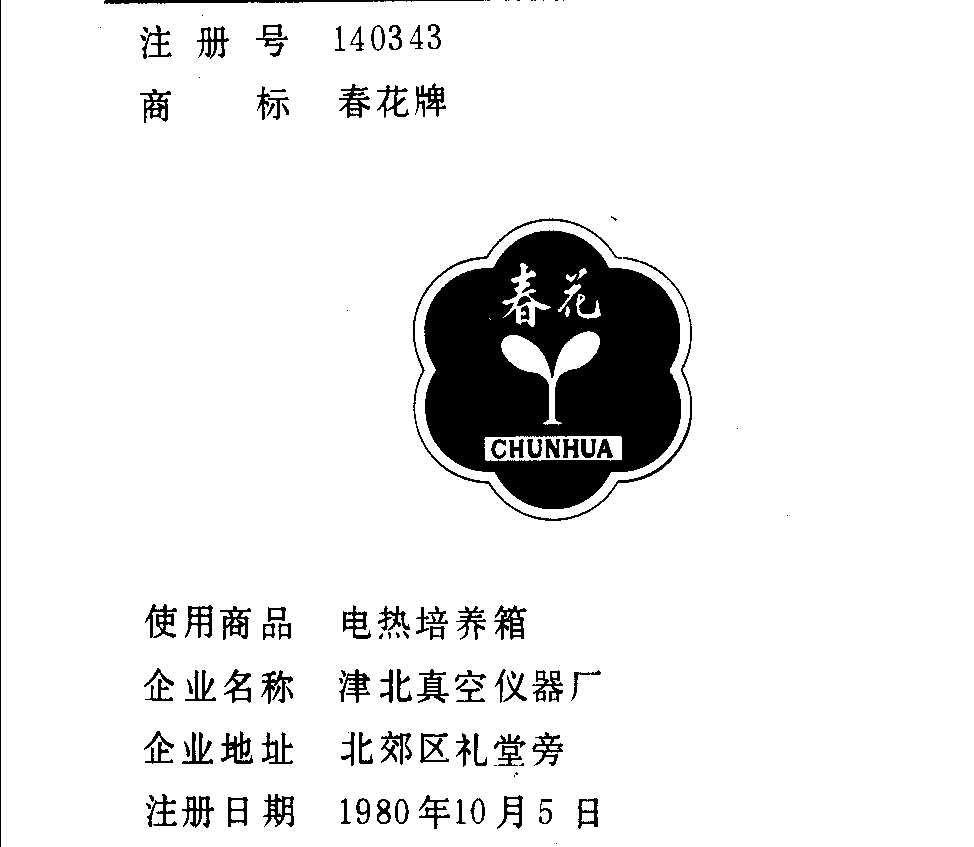 注册号 140343
商标 春花牌
春花
CHUNHUA
使用商品 电热培养箱
企业名称 津北真空仪器厂
企业地址 北郊区礼堂旁
注册日期 1980年10月5日